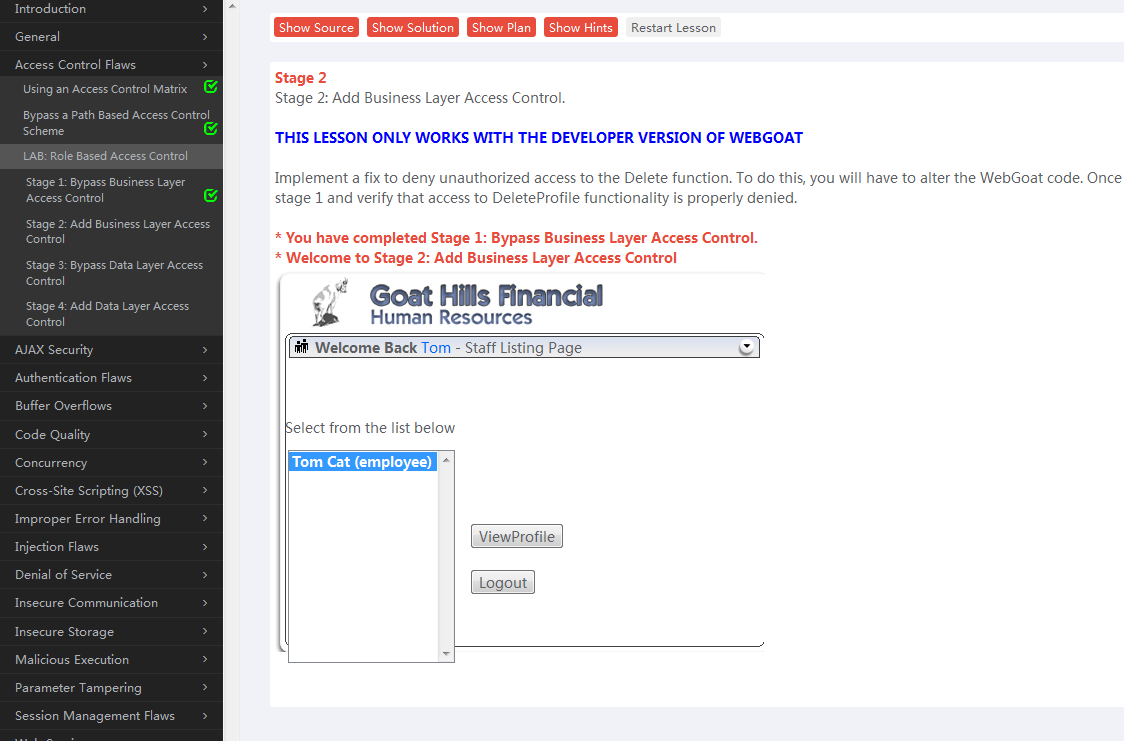 Introduction
General
Access Control Flaws
Using an Access Control Matrix
Bypass a Path Based Access Control
Scheme
LAB: Role Based Access Control
Stage 1: Bypass Business Layer
Access Control
Stage 2: Add Business Layer Access
Control
Stage 3: Bypass Data Layer Access
Control
Stage 4: Add Data Layer Access
Control
AJAX Security
Authentication Flaws
Buffer Overflows
Code Quality
Concurrency
Cross-Site Scripting (XSS)
Improper Error Handling
Injection Flaws
Denial of Service
Insecure Communication
Insecure Storage
Malicious Execution
Parameter Tampering
Session Management Flaws
Show Source Show Solution Show Plan Show Hints Restart Lesson
Stage 2
Stage 2: Add Business Layer Access Control.
THIS LESSON ONLY WORKS WITH THE DEVELOPER VERSION OF WEBGOAT
Implement a fix to deny unauthorized access to the Delete function. To do this, you will have to alter the WebGoat code. Once
stage 1 and verify that access to DeleteProfile functionality is properly denied.
* You have completed Stage 1: Bypass Business Layer Access Control.
* Welcome to Stage 2: Add Business Layer Access Control
Goat Hills Financial
Human Resources
Welcome Back Tom - Staff Listing Page
Select from the list below
Tom Cat (employee)
ViewProfile
Logout